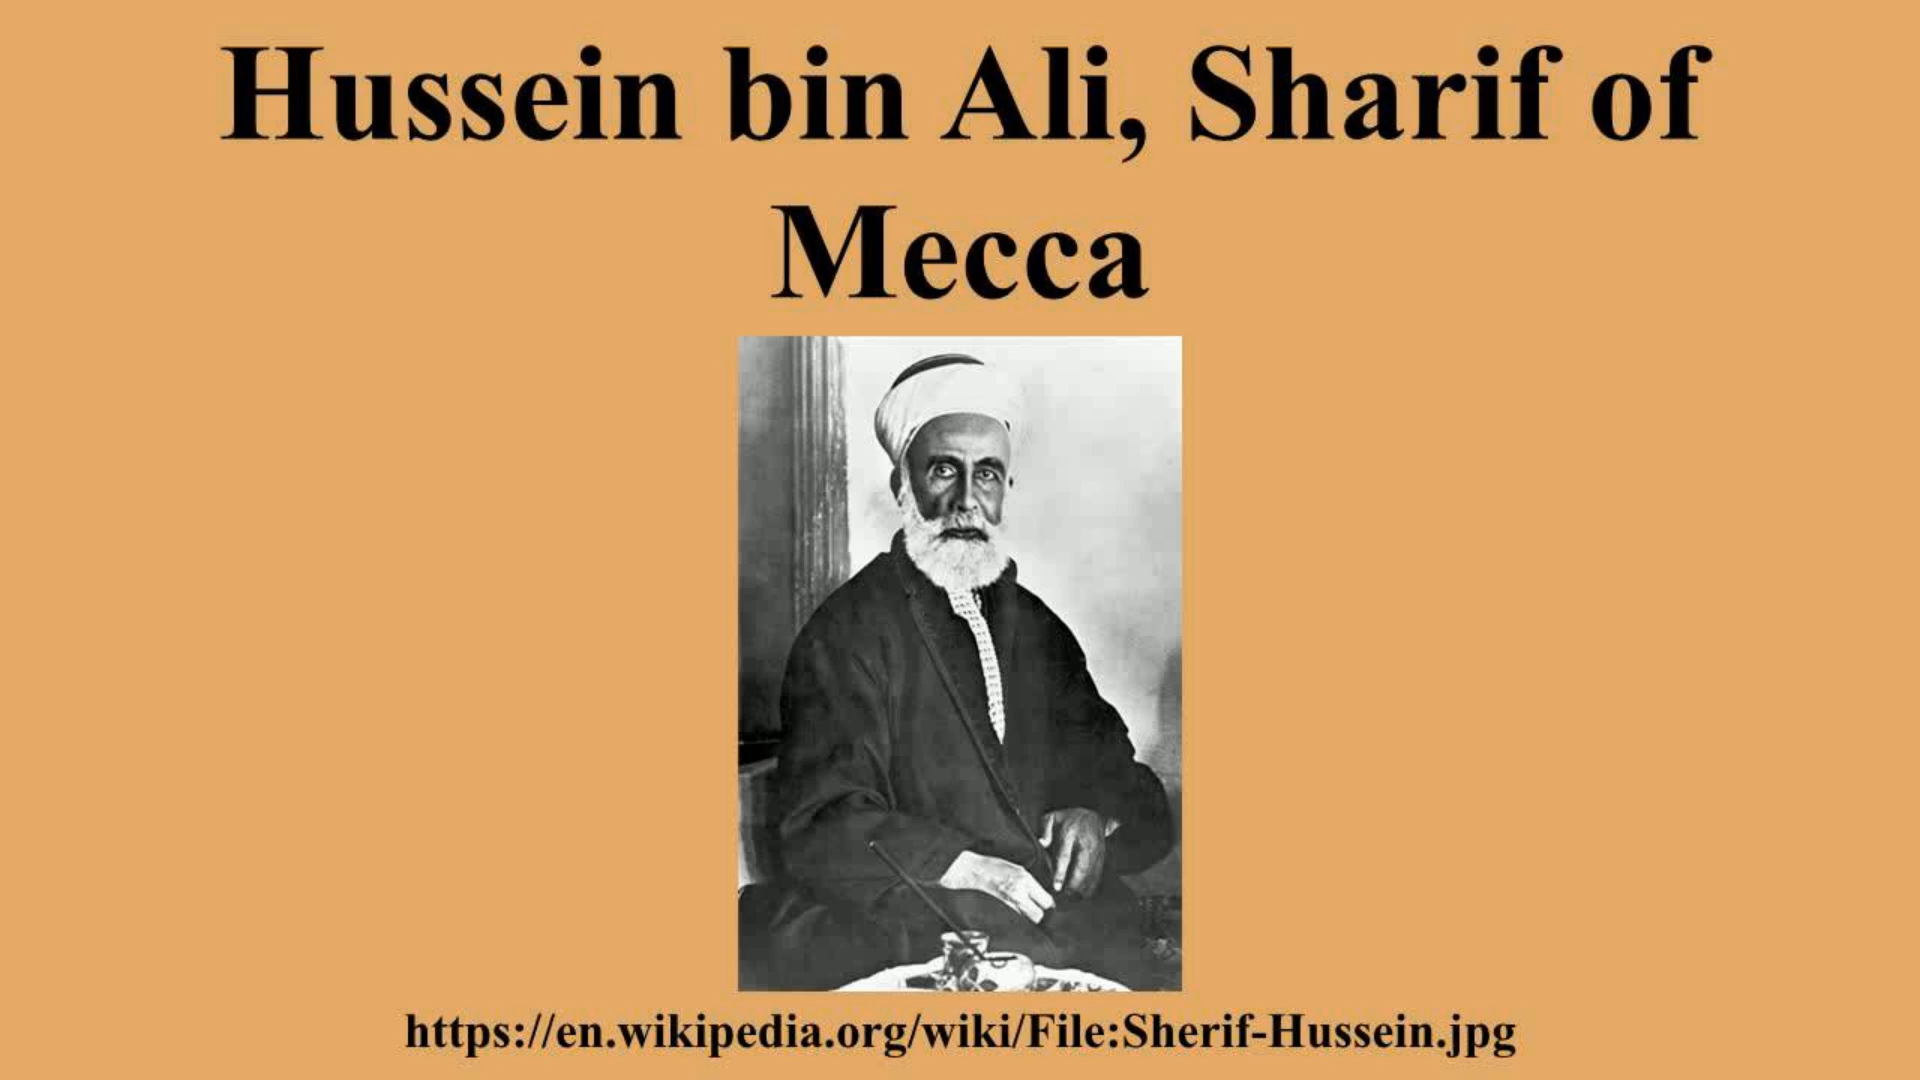 Hussein bin Ali, Sharif of
Mecca
https://en.wikipedia.org/wiki/File:Sherif-Hussein.jpg